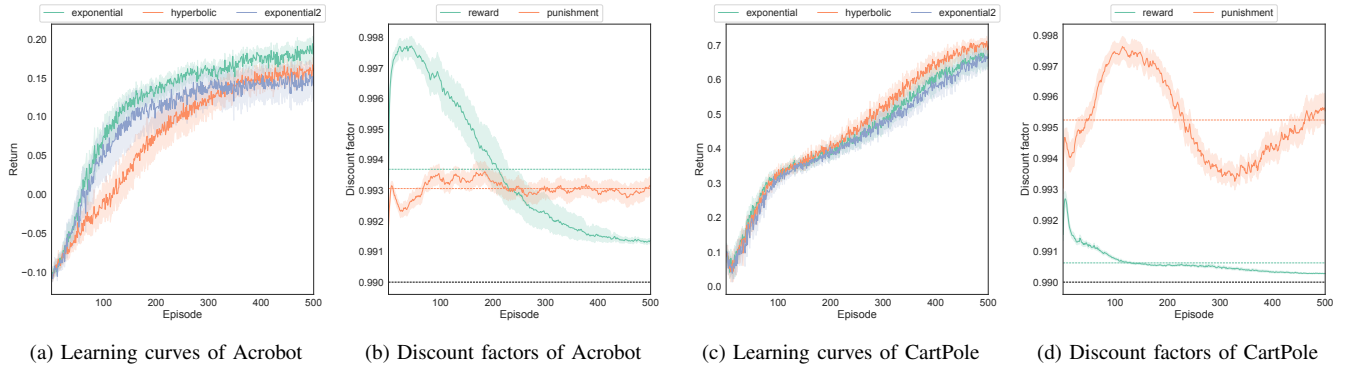 exponential hyperbolic exponential2
0.20
0.15
0.10
0.05
0.00
−0.05
−0.10
Return
100 200 300 400 500
Episode
(a) Learning curves of Acrobot
reward punishment
0.998
0.997
0.996
0.995
0.994
0.993
0.992
0.991
0.990
Discount factor
100 200 300 400 500
Episode
(b) Discount factors of Acrobot
exponential hyperbolic exponential2
0.7
0.6
0.5
0.4
0.3
0.2
0.1
0.0
Return
100 200 300 400 500
Episode
(c) Learning curves of CartPole
reward punishment
0.998
0.997
0.996
0.995
0.994
0.993
0.992
0.991
0.990
Discount factor
100 200 300 400 500
Episode
(d) Discount factors of CartPole